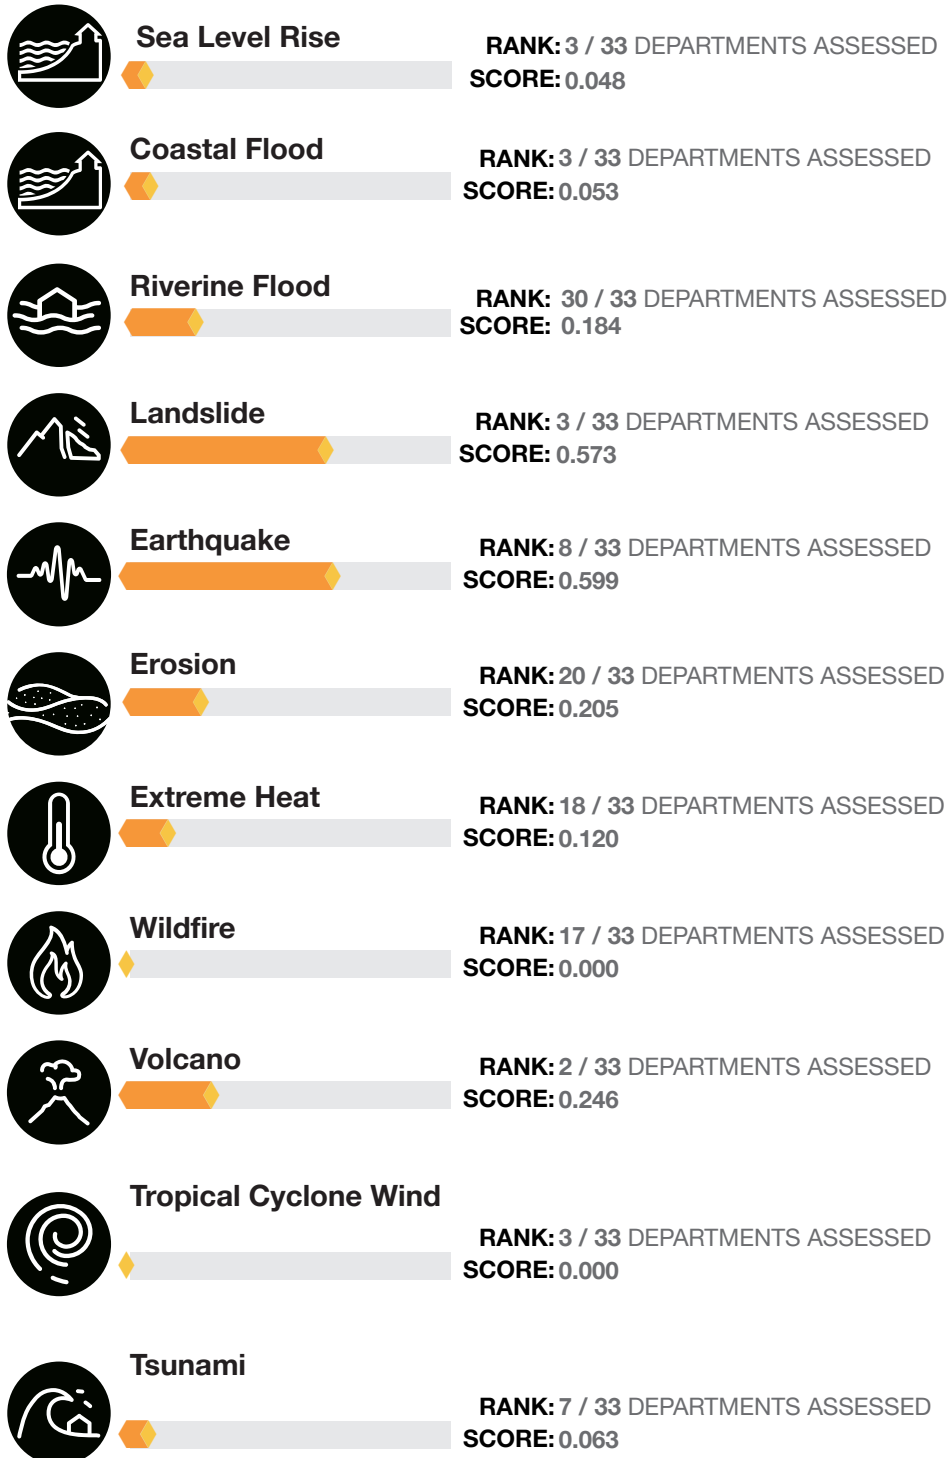 Sea Level Rise
RANK: 3 / 33 DEPARTMENTS ASSESSED
SCORE: 0.048
Coastal Flood
RANK: 3 / 33 DEPARTMENTS ASSESSED
SCORE: 0.053
Riverine Flood
RANK: 30 / 33 DEPARTMENTS ASSESSED
SCORE: 0.184
Landslide
RANK: 3 / 33 DEPARTMENTS ASSESSED
SCORE: 0.573
Earthquake
RANK: 8 / 33 DEPARTMENTS ASSESSED
SCORE: 0.599
Erosion
RANK: 20 / 33 DEPARTMENTS ASSESSED
SCORE: 0.205
Extreme Heat
RANK: 18 / 33 DEPARTMENTS ASSESSED
SCORE: 0.120
Wildfire
RANK: 17 / 33 DEPARTMENTS ASSESSED
SCORE: 0.000
Volcano
RANK: 2 / 33 DEPARTMENTS ASSESSED
SCORE: 0.246
Tropical Cyclone Wind
RANK: 3 / 33 DEPARTMENTS ASSESSED
SCORE: 0.000
Tsunami
RANK: 7 / 33 DEPARTMENTS ASSESSED
SCORE: 0.063